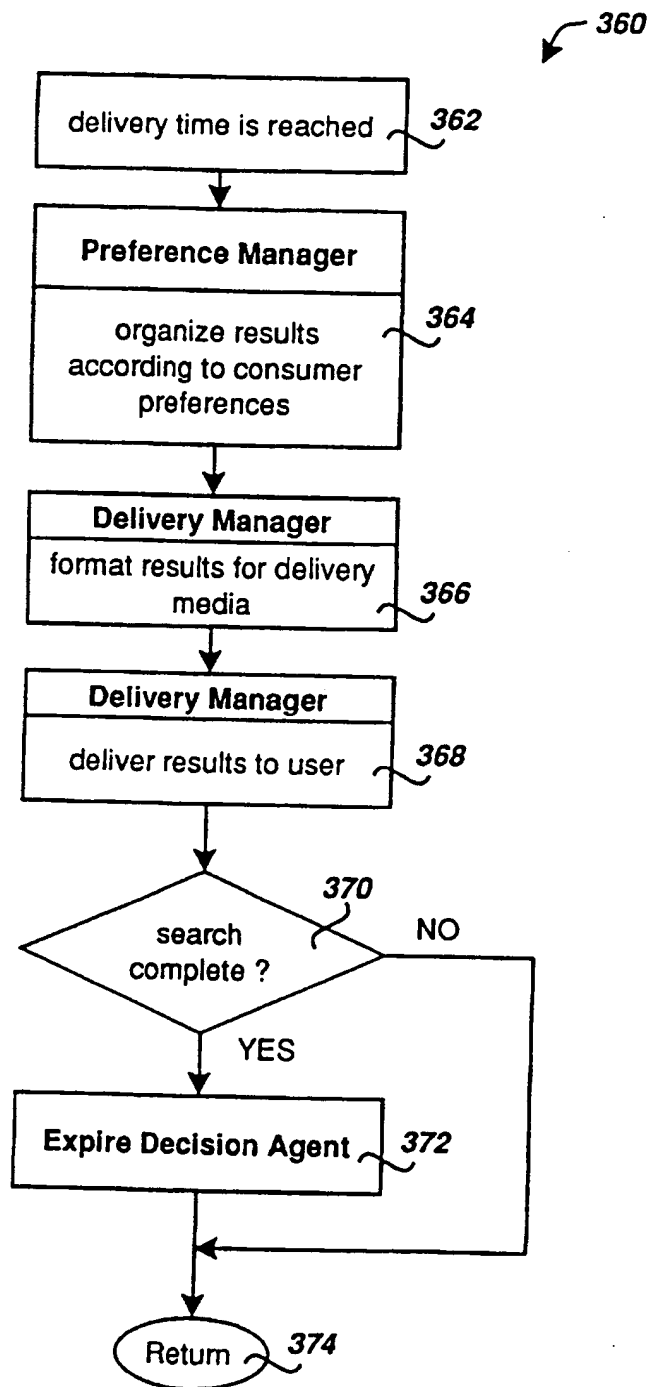 360
delivery time is reached
362
Preference Manager
364
organize results
according to consumer
preferences
Delivery Manager
format results for delivery
media
366
Delivery Manager
deliver results to user
368
370
search
complete ?
NO
YES
Expire Decision Agent
372
Return
374